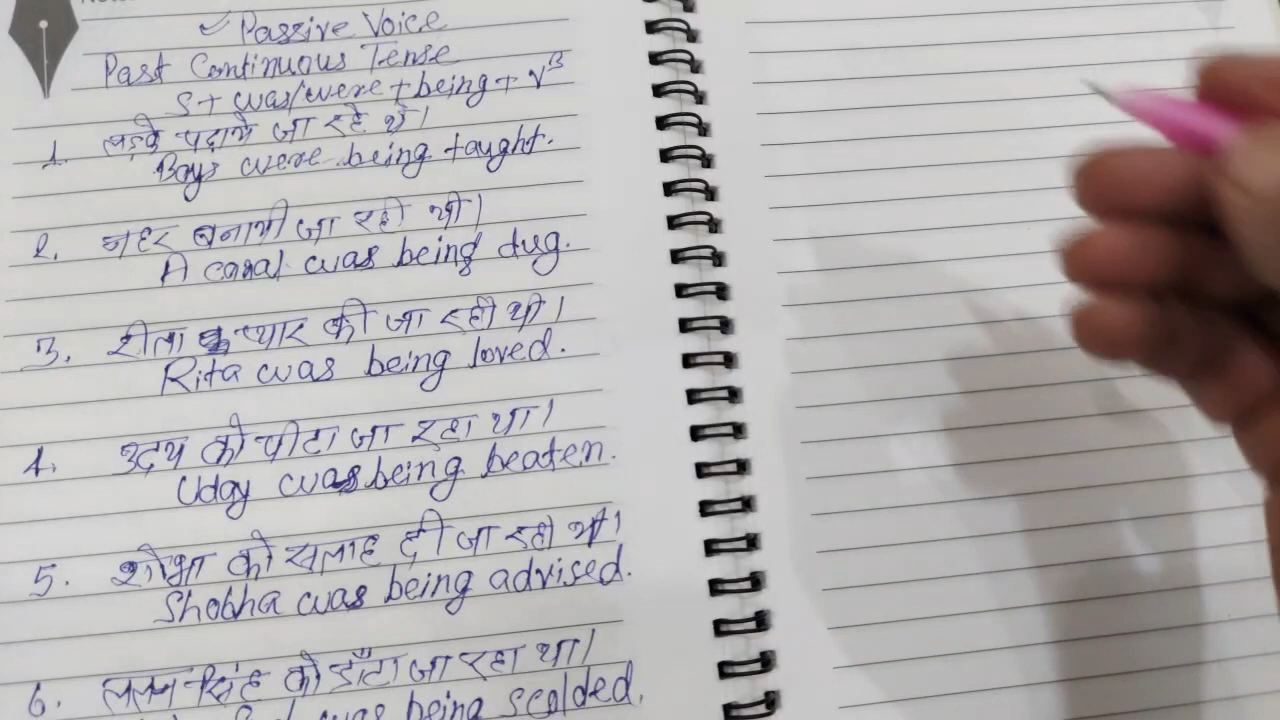 Passive Voice
Past Continuous Tense
S + was/were + being + V3
1. लड़के पढ़ाये जा रहे थे।
Boys were being taught.
2. नहर बनायी जा रही थी।
A canal was being dug.
3. रीता प्यार की जा रही थी।
Rita was being loved.
4. उदय को पीटा जा रहा था।
Uday was being beaten.
5. शोभा को सलाह दी जा रही थी।
Shobha was being advised.
6. ललन सिंह को डाँटा जा रहा था।
was being scolded.